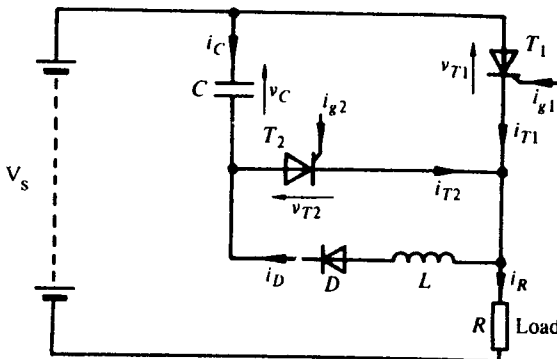 i_C
T_1
v_T1
C
v_C
i_g2
i_g1
T_2
i_T1
V_s
i_T2
v_T2
i_D
D
L
i_R
R
Load